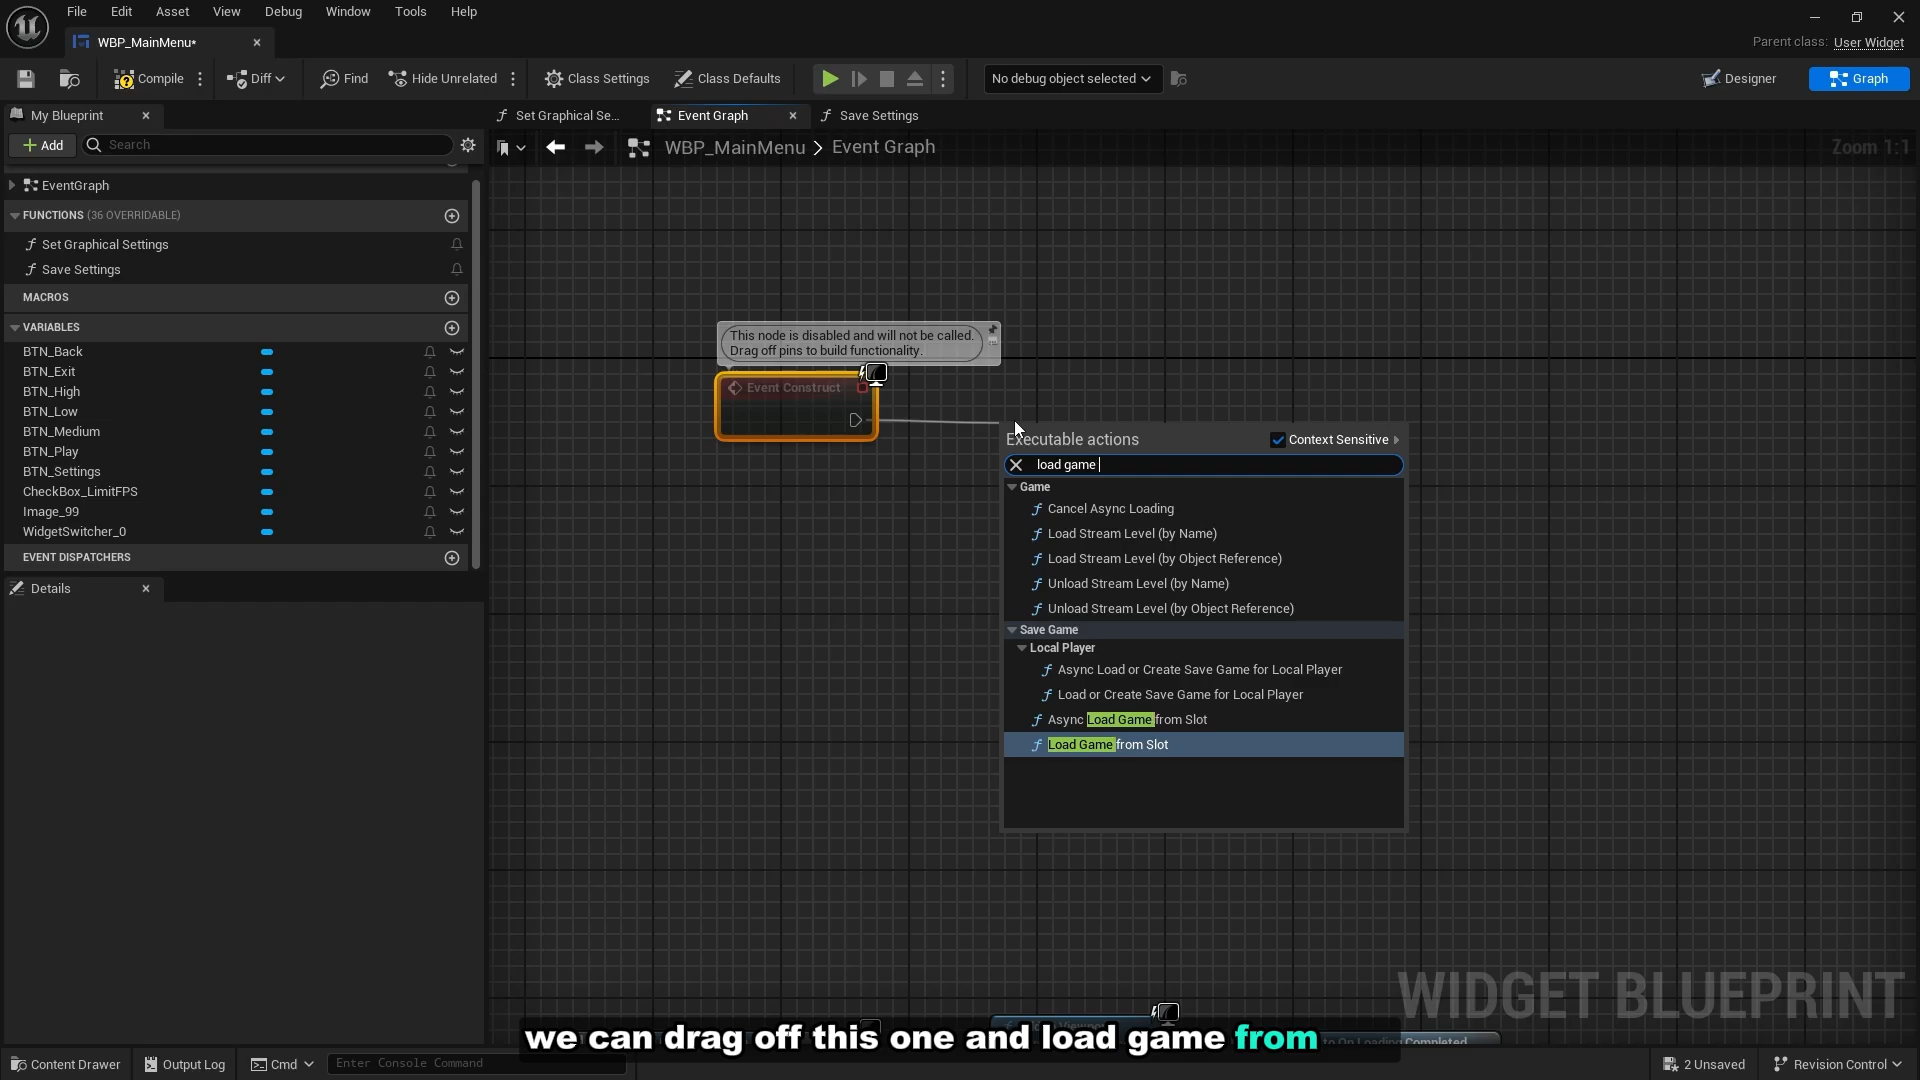 File Edit Asset View Debug Window Tools Help
WBP_MainMenu*
Parent class: User Widget
Compile Diff Find Hide Unrelated Class Settings Class Defaults No debug object selected Designer Graph
My Blueprint
Set Graphical Se... Event Graph Save Settings
Add Search
WBP_MainMenu > Event Graph
Zoom 1:1
EventGraph
FUNCTIONS (36 OVERRIDABLE)
Set Graphical Settings
Save Settings
MACROS
VARIABLES
BTN_Back
BTN_Exit
BTN_High
BTN_Low
BTN_Medium
BTN_Play
BTN_Settings
CheckBox_LimitFPS
Image_99
WidgetSwitcher_0
EVENT DISPATCHERS
Details
This node is disabled and will not be called.
Drag off pins to build functionality.
Event Construct
Executable actions Context Sensitive
load game
Game
Cancel Async Loading
Load Stream Level (by Name)
Load Stream Level (by Object Reference)
Unload Stream Level (by Name)
Unload Stream Level (by Object Reference)
Save Game
Local Player
Async Load or Create Save Game for Local Player
Load or Create Save Game for Local Player
Async Load Game from Slot
Load Game from Slot
WIDGET BLUEPRINT
we can drag off this one and load game from
to On Loading Completed
Content Drawer Output Log Cmd Enter Console Command 2 Unsaved Revision Control